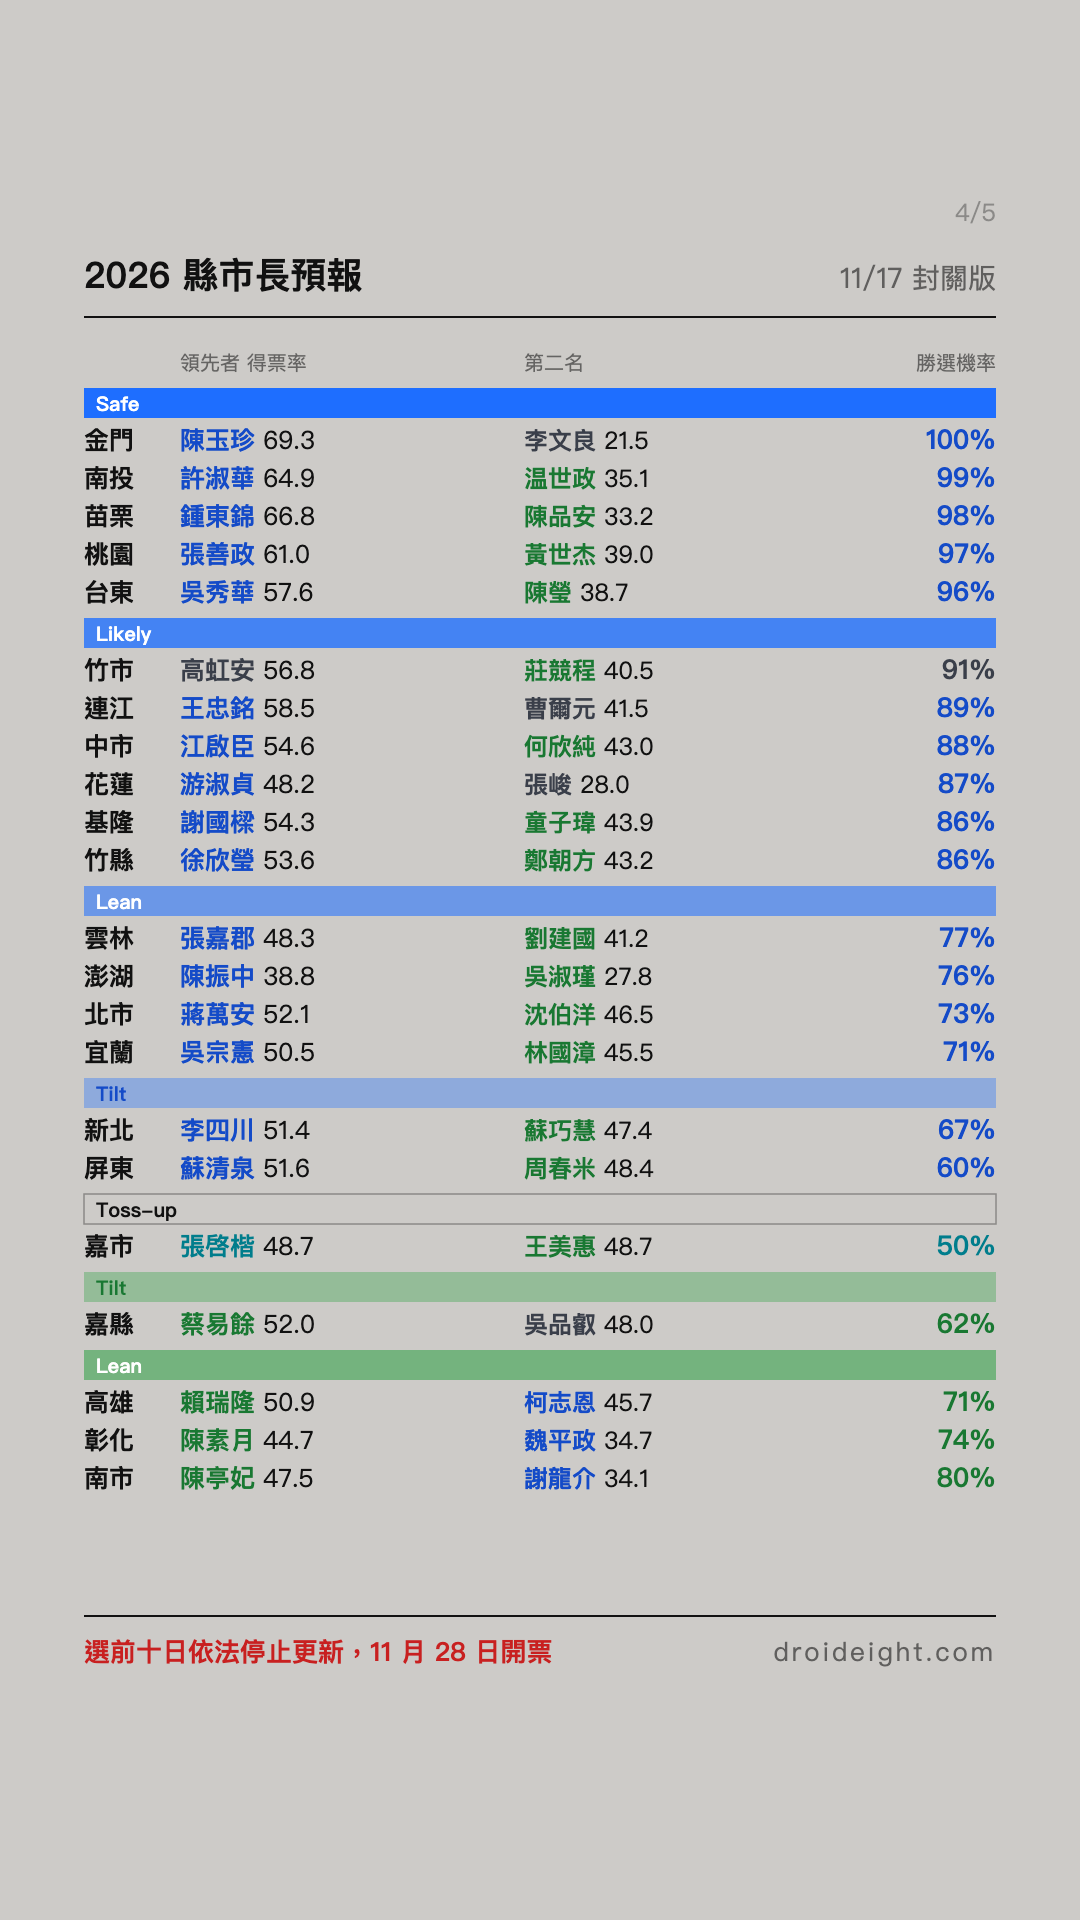 4/5
2026 縣市長預報 11/17 封關版
領先者 得票率 第二名 勝選機率
Safe
金門 陳玉珍 69.3 李文良 21.5 100%
南投 許淑華 64.9 温世政 35.1 99%
苗栗 鍾東錦 66.8 陳品安 33.2 98%
桃園 張善政 61.0 黃世杰 39.0 97%
台東 吳秀華 57.6 陳瑩 38.7 96%
Likely
竹市 高虹安 56.8 莊競程 40.5 91%
連江 王忠銘 58.5 曹爾元 41.5 89%
中市 江啟臣 54.6 何欣純 43.0 88%
花蓮 游淑貞 48.2 張峻 28.0 87%
基隆 謝國樑 54.3 童子瑋 43.9 86%
竹縣 徐欣瑩 53.6 鄭朝方 43.2 86%
Lean
雲林 張嘉郡 48.3 劉建國 41.2 77%
澎湖 陳振中 38.8 吳淑瑾 27.8 76%
北市 蔣萬安 52.1 沈伯洋 46.5 73%
宜蘭 吳宗憲 50.5 林國漳 45.5 71%
Tilt
新北 李四川 51.4 蘇巧慧 47.4 67%
屏東 蘇清泉 51.6 周春米 48.4 60%
Toss-up
嘉市 張啓楷 48.7 王美惠 48.7 50%
Tilt
嘉縣 蔡易餘 52.0 吳品叡 48.0 62%
Lean
高雄 賴瑞隆 50.9 柯志恩 45.7 71%
彰化 陳素月 44.7 魏平政 34.7 74%
南市 陳亭妃 47.5 謝龍介 34.1 80%
選前十日依法停止更新，11 月 28 日開票 droideight.com